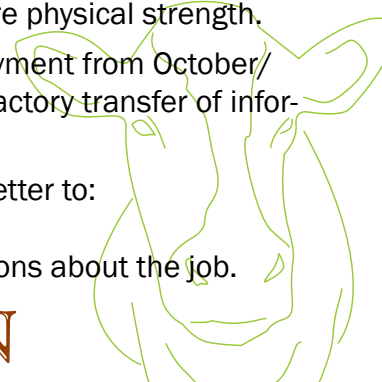 re physical strength.
yment from October/
actory transfer of infor-
etter to:
ons about the job.
N